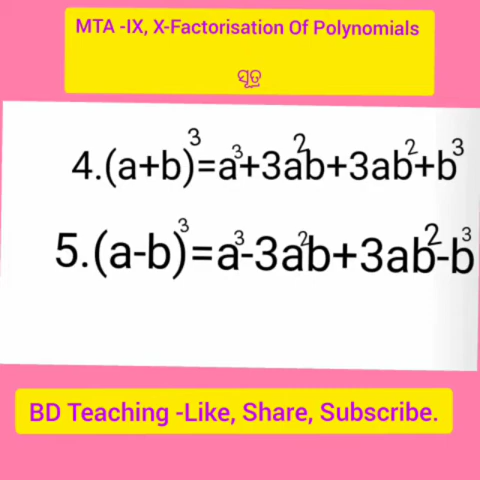 MTA -IX, X-Factorisation Of Polynomials
ସୂତ୍ର
4.(a+b)³=a³+3a²b+3ab²+b³
5.(a-b)³=a³-3a²b+3ab²-b³
BD Teaching -Like, Share, Subscribe.